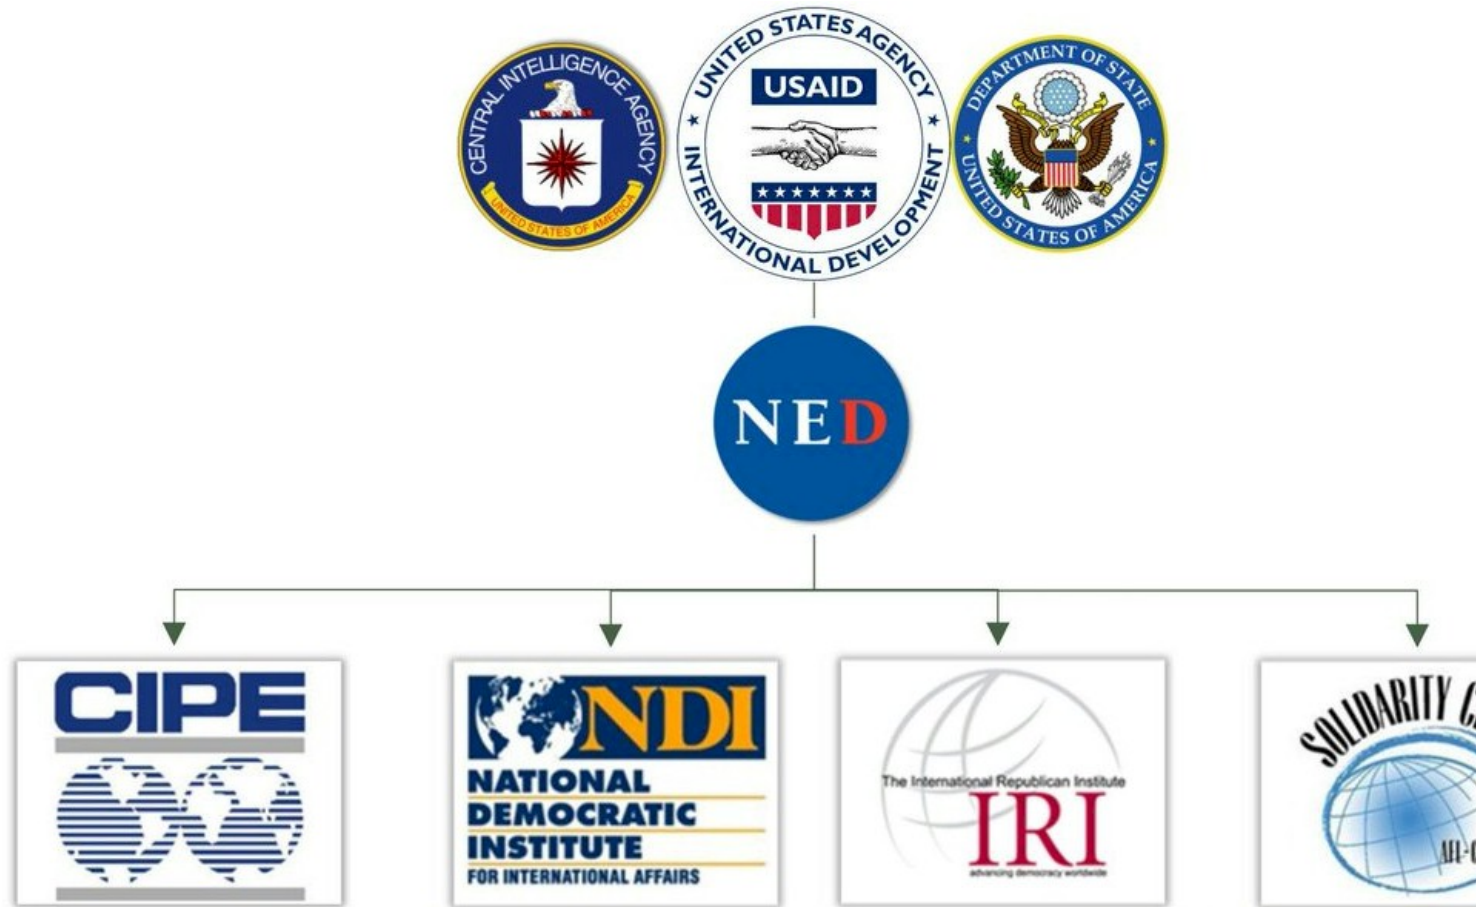 CENTRAL INTELLIGENCE AGENCY
UNITED STATES OF AMERICA
UNITED STATES AGENCY
USAID
INTERNATIONAL DEVELOPMENT
DEPARTMENT OF STATE
UNITED STATES OF AMERICA
NED
CIPE
NDI
NATIONAL
DEMOCRATIC
INSTITUTE
FOR INTERNATIONAL AFFAIRS
The International Republican Institute
IRI
advancing democracy worldwide
SOLIDARITY